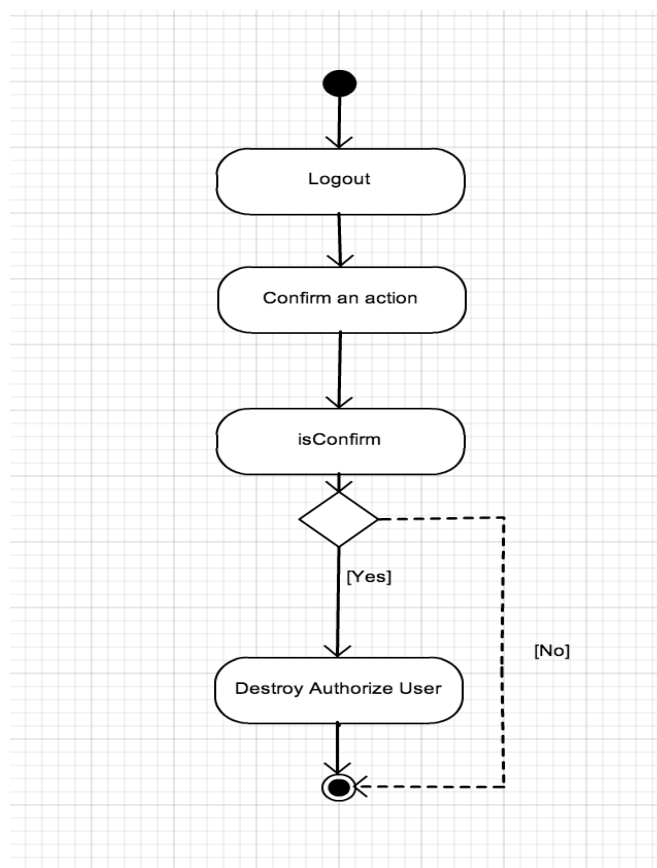 Logout
Confirm an action
isConfirm
[Yes]
[No]
Destroy Authorize User